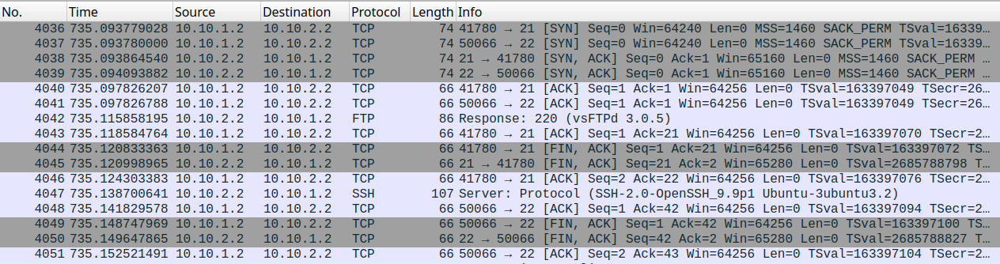 No. Time Source Destination Protocol Length Info
4036 735.093779028 10.10.1.2 10.10.2.2 TCP 74 41780 → 21 [SYN] Seq=0 Win=64240 Len=0 MSS=1460 SACK_PERM TSval=16339…
4037 735.093780000 10.10.1.2 10.10.2.2 TCP 74 50066 → 22 [SYN] Seq=0 Win=64240 Len=0 MSS=1460 SACK_PERM TSval=16339…
4038 735.093864540 10.10.2.2 10.10.1.2 TCP 74 21 → 41780 [SYN, ACK] Seq=0 Ack=1 Win=65160 Len=0 MSS=1460 SACK_PERM …
4039 735.094093882 10.10.2.2 10.10.1.2 TCP 74 22 → 50066 [SYN, ACK] Seq=0 Ack=1 Win=65160 Len=0 MSS=1460 SACK_PERM …
4040 735.097826207 10.10.1.2 10.10.2.2 TCP 66 41780 → 21 [ACK] Seq=1 Ack=1 Win=64256 Len=0 TSval=163397049 TSecr=26…
4041 735.097826788 10.10.1.2 10.10.2.2 TCP 66 50066 → 22 [ACK] Seq=1 Ack=1 Win=64256 Len=0 TSval=163397049 TSecr=26…
4042 735.115858195 10.10.2.2 10.10.1.2 FTP 86 Response: 220 (vsFTPd 3.0.5)
4043 735.118584764 10.10.1.2 10.10.2.2 TCP 66 41780 → 21 [ACK] Seq=1 Ack=21 Win=64256 Len=0 TSval=163397070 TSecr=2…
4044 735.120833363 10.10.1.2 10.10.2.2 TCP 66 41780 → 21 [FIN, ACK] Seq=1 Ack=21 Win=64256 Len=0 TSval=163397072 TS…
4045 735.120998965 10.10.2.2 10.10.1.2 TCP 66 21 → 41780 [FIN, ACK] Seq=21 Ack=2 Win=65280 Len=0 TSval=2685788798 T…
4046 735.124303383 10.10.1.2 10.10.2.2 TCP 66 41780 → 21 [ACK] Seq=2 Ack=22 Win=64256 Len=0 TSval=163397076 TSecr=2…
4047 735.138700641 10.10.2.2 10.10.1.2 SSH 107 Server: Protocol (SSH-2.0-OpenSSH_9.9p1 Ubuntu-3ubuntu3.2)
4048 735.141829578 10.10.1.2 10.10.2.2 TCP 66 50066 → 22 [ACK] Seq=1 Ack=42 Win=64256 Len=0 TSval=163397094 TSecr=2…
4049 735.148747969 10.10.1.2 10.10.2.2 TCP 66 50066 → 22 [FIN, ACK] Seq=1 Ack=42 Win=64256 Len=0 TSval=163397100 TS…
4050 735.149647865 10.10.2.2 10.10.1.2 TCP 66 22 → 50066 [FIN, ACK] Seq=42 Ack=2 Win=65280 Len=0 TSval=2685788827 T…
4051 735.152521491 10.10.1.2 10.10.2.2 TCP 66 50066 → 22 [ACK] Seq=2 Ack=43 Win=64256 Len=0 TSval=163397104 TSecr=2…